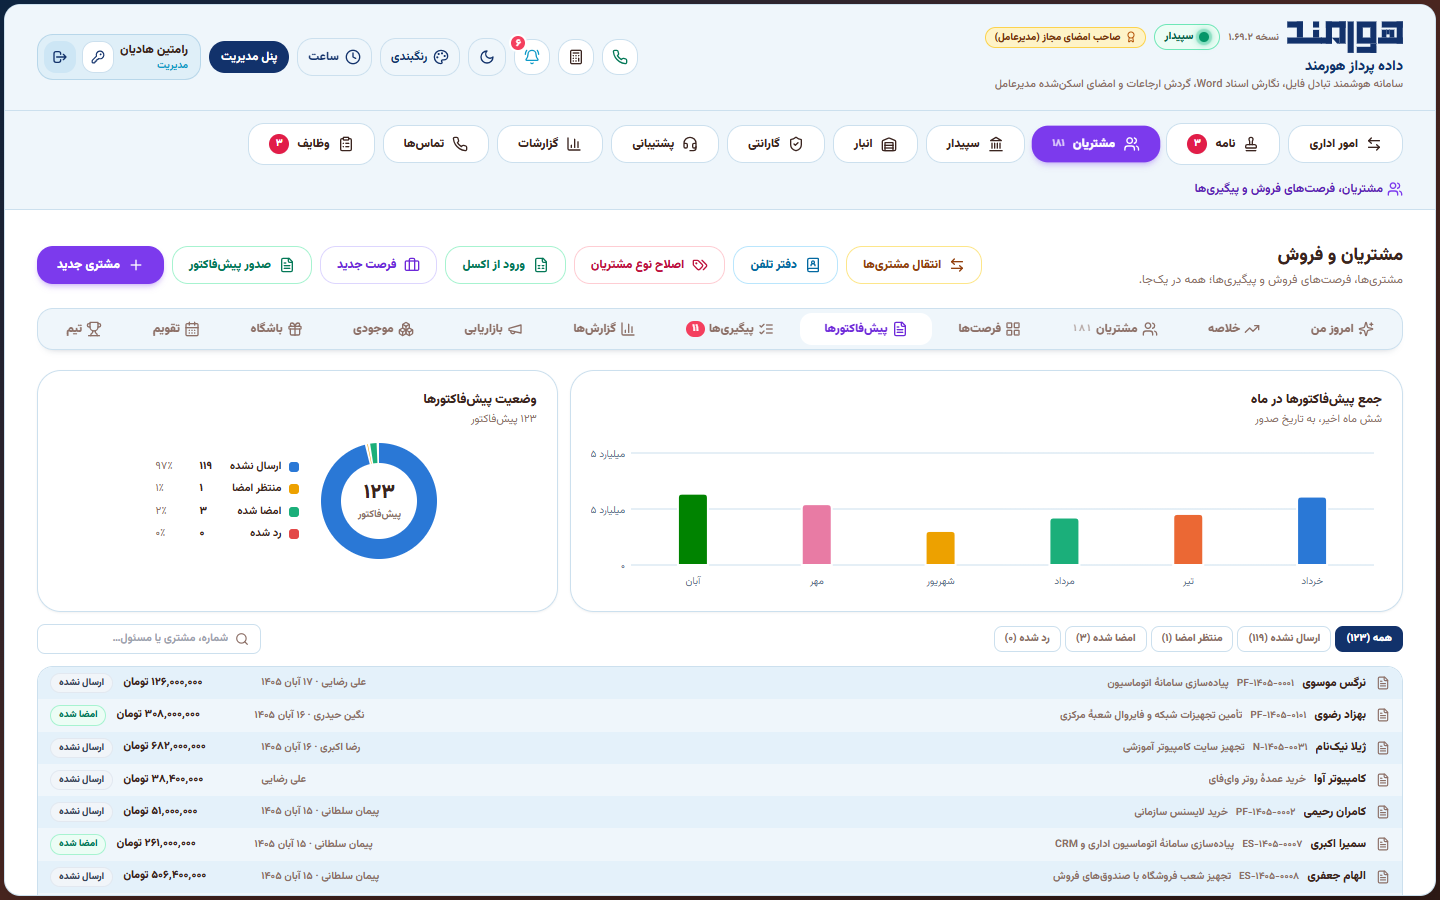 هورمند
نسخه ۱.۶۹.۲
سپیدار
صاحب امضای مجاز (مدیرعامل)
داده پرداز هورمند
سامانه هوشمند تبادل فایل، نگارش اسناد Word، گردش ارجاعات و امضای اسکن‌شده مدیرعامل
۶
رنگبندی
ساعت
پنل مدیریت
رامتین هادیان
مدیریت
امور اداری
نامه ۳
مشتریان ۱۸۱
سپیدار
انبار
گارانتی
پشتیبانی
گزارشات
تماس‌ها
وظایف ۳
مشتریان، فرصت‌های فروش و پیگیری‌ها
مشتریان و فروش
مشتری‌ها، فرصت‌های فروش و پیگیری‌ها؛ همه در یک‌جا.
انتقال مشتری‌ها
دفتر تلفن
اصلاح نوع مشتریان
ورود از اکسل
فرصت جدید
صدور پیش‌فاکتور
مشتری جدید
امروز من
خلاصه
مشتریان ۱۸۱
فرصت‌ها
پیش‌فاکتورها
پیگیری‌ها ۱۱
گزارش‌ها
بازاریابی
موجودی
باشگاه
تقویم
تیم
جمع پیش‌فاکتورها در ماه
شش ماه اخیر، به تاریخ صدور
۵ میلیارد
۵ میلیارد
۰
خرداد
تیر
مرداد
شهریور
مهر
آبان
وضعیت پیش‌فاکتورها
۱۲۳ پیش‌فاکتور
۱۲۳
پیش‌فاکتور
ارسال نشده ۱۱۹ ۹۷٪
منتظر امضا ۱ ۱٪
امضا شده ۳ ۲٪
رد شده ۰ ۰٪
همه (۱۲۳)
ارسال نشده (۱۱۹)
منتظر امضا (۱)
امضا شده (۳)
رد شده (۰)
شماره، مشتری یا مسئول...
نرگس موسوی PF-۱۴۰۵-۰۰۰۱ پیاده‌سازی سامانهٔ اتوماسیون علی رضایی · ۱۷ آبان ۱۴۰۵ ۱۲۶,۰۰۰,۰۰۰ تومان ارسال نشده
بهزاد رضوی PF-۱۴۰۵-۰۱۰۱ تأمین تجهیزات شبکه و فایروال شعبهٔ مرکزی نگین حیدری · ۱۶ آبان ۱۴۰۵ ۳۰۸,۰۰۰,۰۰۰ تومان امضا شده
ژیلا نیک‌نام N-۱۴۰۵-۰۰۳۱ تجهیز سایت کامپیوتر آموزشی رضا اکبری · ۱۶ آبان ۱۴۰۵ ۶۸۲,۰۰۰,۰۰۰ تومان ارسال نشده
کامپیوتر آوا خرید عمدهٔ روتر وای‌فای علی رضایی ۳۸,۴۰۰,۰۰۰ تومان ارسال نشده
کامران رحیمی PF-۱۴۰۵-۰۰۰۲ خرید لایسنس سازمانی پیمان سلطانی · ۱۵ آبان ۱۴۰۵ ۵۱,۰۰۰,۰۰۰ تومان ارسال نشده
سمیرا اکبری ES-۱۴۰۵-۰۰۰۷ پیاده‌سازی سامانهٔ اتوماسیون اداری و CRM پیمان سلطانی · ۱۵ آبان ۱۴۰۵ ۲۶۱,۰۰۰,۰۰۰ تومان امضا شده
الهام جعفری ES-۱۴۰۵-۰۰۰۸ تجهیز شعب فروشگاه با صندوق‌های فروش پیمان سلطانی · ۱۵ آبان ۱۴۰۵ ۵۰۶,۴۰۰,۰۰۰ تومان ارسال نشده